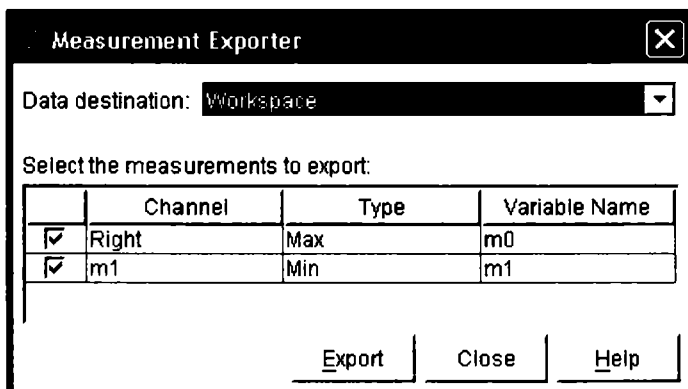 Measurement Exporter
Data destination: Workspace
Select the measurements to export:
Channel Type Variable Name
Right Max m0
m1 Min m1
Export Close Help